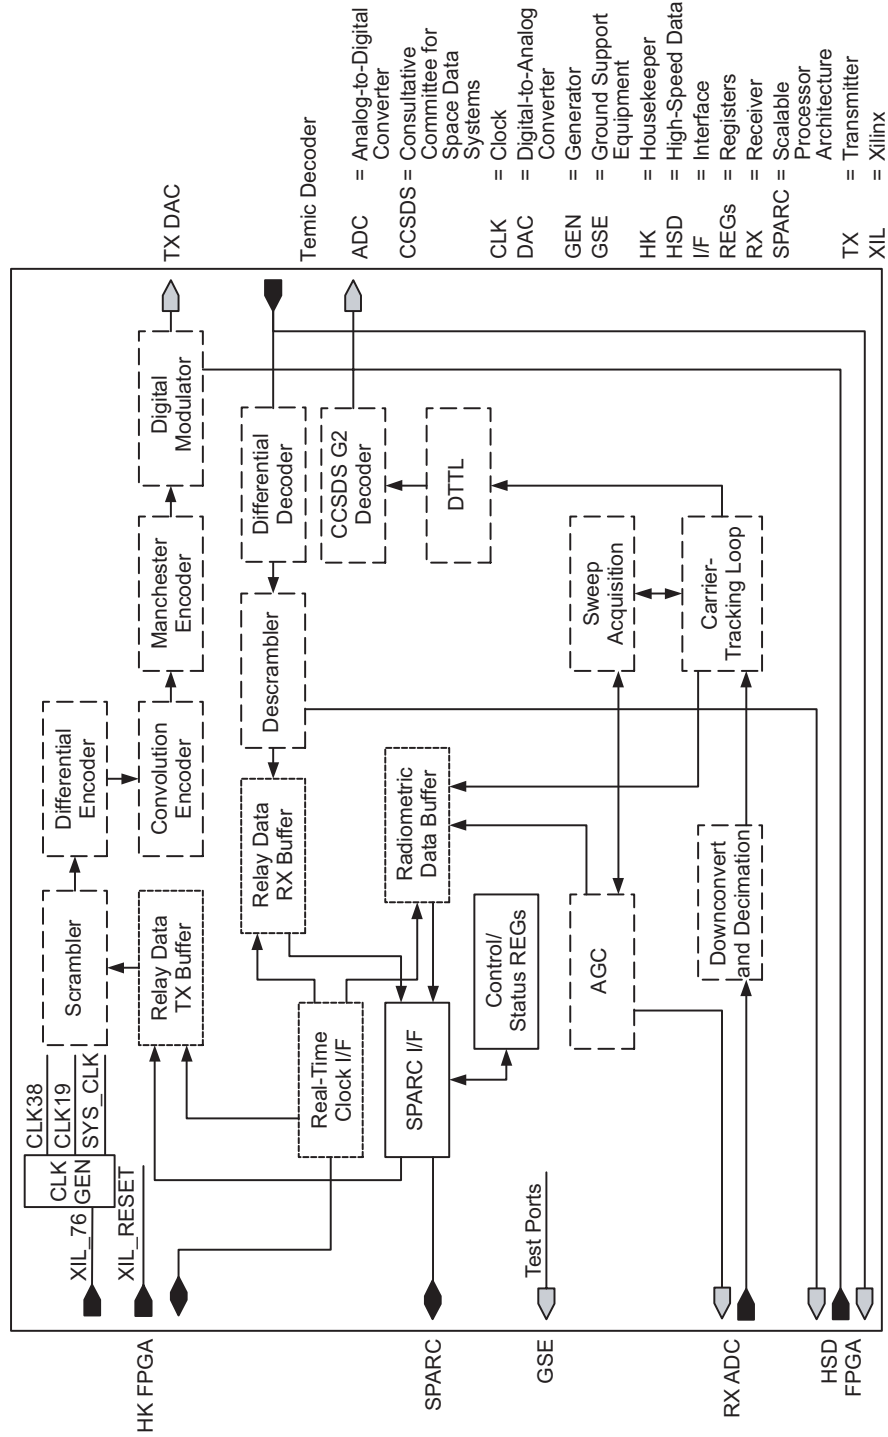 HK FPGA
SPARC
GSE
RX ADC
HSD
FPGA
XIL_76
XIL_RESET
CLK
GEN
CLK38
CLK19
SYS_CLK
Test Ports
Scrambler
Relay Data
TX Buffer
Real-Time
Clock I/F
SPARC I/F
Control/
Status REGs
AGC
Downconvert
and Decimation
Differential
Encoder
Convolution
Encoder
Relay Data
RX Buffer
Radiometric
Data Buffer
Manchester
Encoder
Descrambler
Sweep
Acquisition
Carrier-
Tracking Loop
Digital
Modulator
Differential
Decoder
CCSDS G2
Decoder
DTTL
TX DAC
Temic Decoder
ADC = Analog-to-Digital
Converter
CCSDS = Consultative
Committee for
Space Data
Systems
CLK = Clock
DAC = Digital-to-Analog
Converter
GEN = Generator
GSE = Ground Support
Equipment
HK = Housekeeper
HSD = High-Speed Data
I/F = Interface
REGs = Registers
RX = Receiver
SPARC = Scalable
Processor
Architecture
TX = Transmitter
XIL = Xilinx